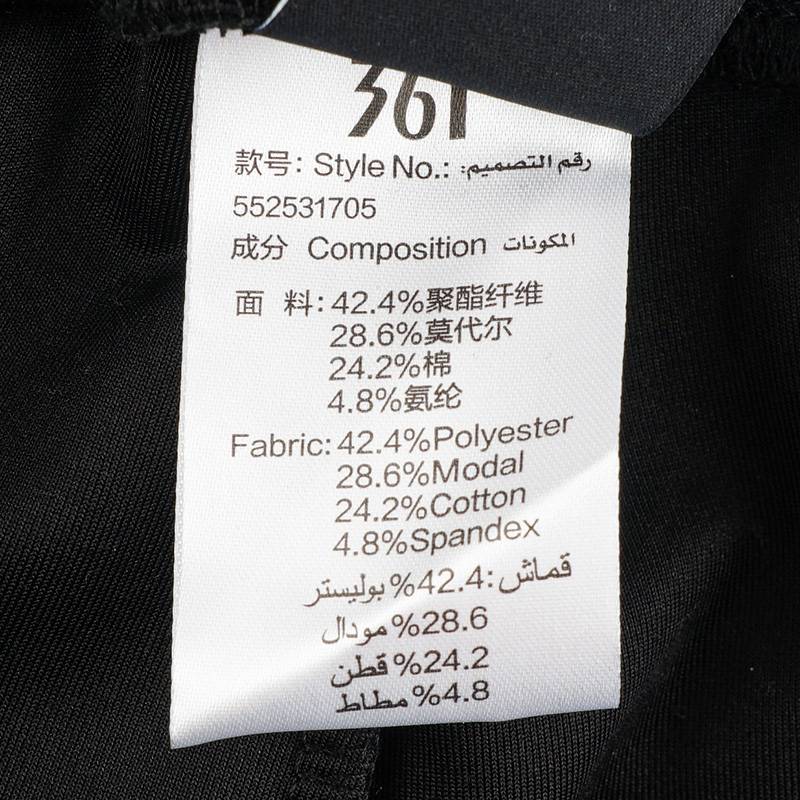 361
款号: Style No.: رقم التصميم:
552531705
成分 Composition المكونات
面 料: 42.4%聚酯纤维
28.6%莫代尔
24.2%棉
4.8%氨纶
Fabric: 42.4%Polyester
28.6%Modal
24.2%Cotton
4.8%Spandex
قماش: 42.4% بوليستر
28.6% مودال
24.2% قطن
4.8% مطاط